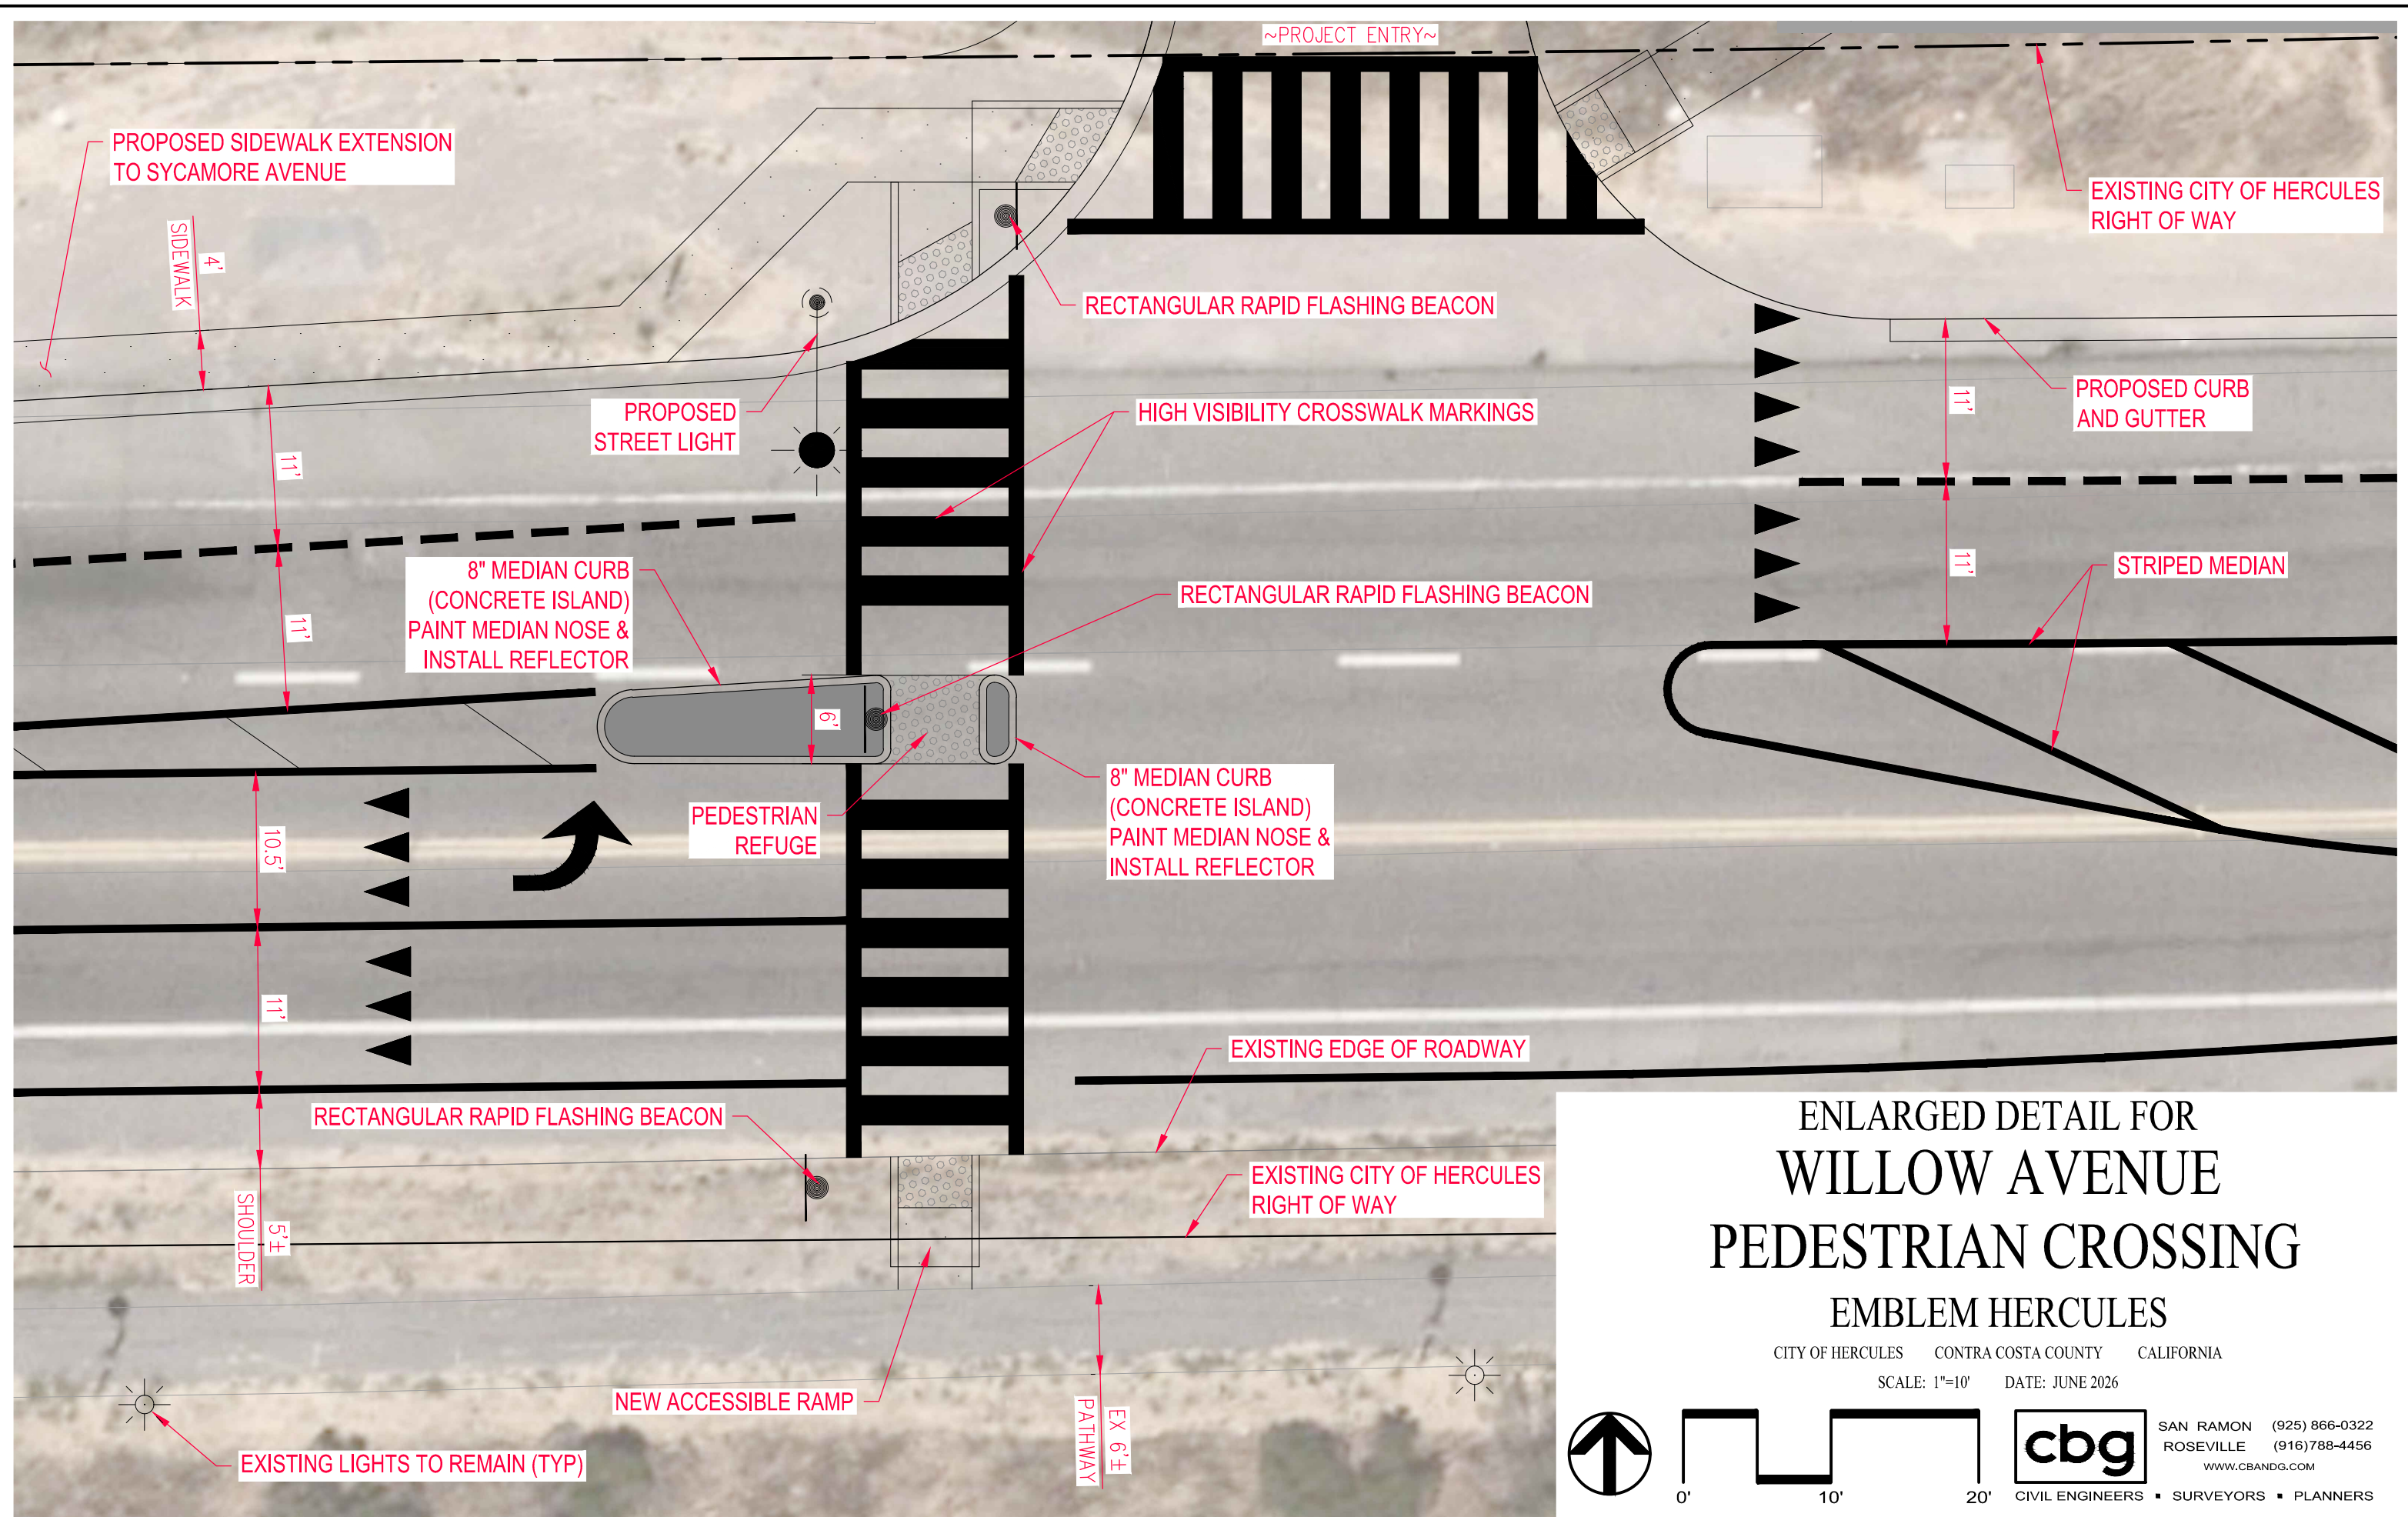 ~PROJECT ENTRY~
PROPOSED SIDEWALK EXTENSION
TO SYCAMORE AVENUE
EXISTING CITY OF HERCULES
RIGHT OF WAY
4'
SIDEWALK
RECTANGULAR RAPID FLASHING BEACON
PROPOSED
STREET LIGHT
HIGH VISIBILITY CROSSWALK MARKINGS
11'
PROPOSED CURB
AND GUTTER
11'
8" MEDIAN CURB
(CONCRETE ISLAND)
PAINT MEDIAN NOSE &
INSTALL REFLECTOR
11'
RECTANGULAR RAPID FLASHING BEACON
11'
STRIPED MEDIAN
6'
PEDESTRIAN
REFUGE
8" MEDIAN CURB
(CONCRETE ISLAND)
PAINT MEDIAN NOSE &
INSTALL REFLECTOR
10.5'
11'
EXISTING EDGE OF ROADWAY
RECTANGULAR RAPID FLASHING BEACON
EXISTING CITY OF HERCULES
RIGHT OF WAY
5'±
SHOULDER
NEW ACCESSIBLE RAMP
EX 6'±
PATHWAY
EXISTING LIGHTS TO REMAIN (TYP)
ENLARGED DETAIL FOR
WILLOW AVENUE
PEDESTRIAN CROSSING
EMBLEM HERCULES
CITY OF HERCULES CONTRA COSTA COUNTY CALIFORNIA
SCALE: 1"=10' DATE: JUNE 2026
0' 10' 20'
cbg
SAN RAMON (925) 866-0322
ROSEVILLE (916)788-4456
WWW.CBANDG.COM
CIVIL ENGINEERS ▪ SURVEYORS ▪ PLANNERS